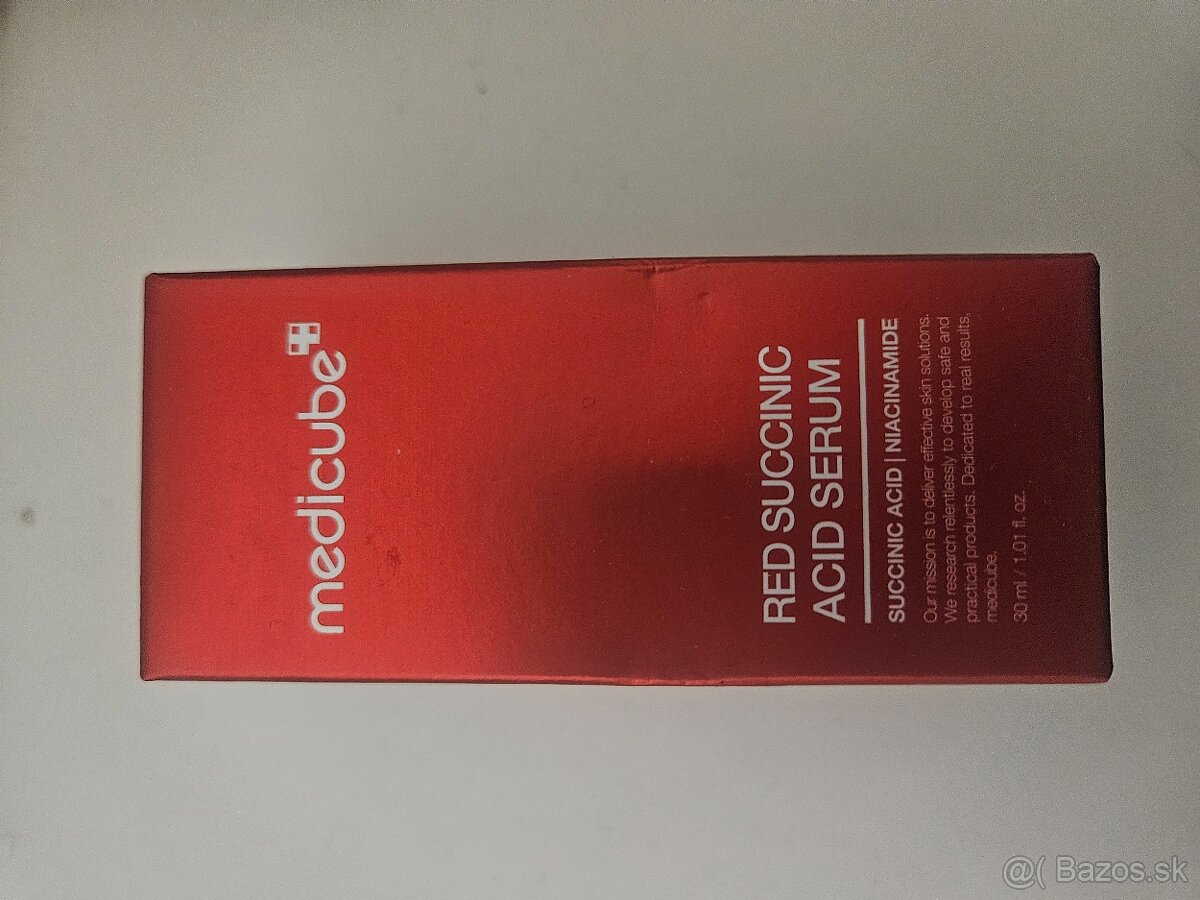 medicube
RED SUCCINIC
ACID SERUM
SUCCINIC ACID | NIACINAMIDE
Our mission is to deliver effective skin solutions.
We research relentlessly to develop safe and
practical products. Dedicated to real results,
medicube.
30 ml / 1.01 fl. oz.
@( Bazos.sk